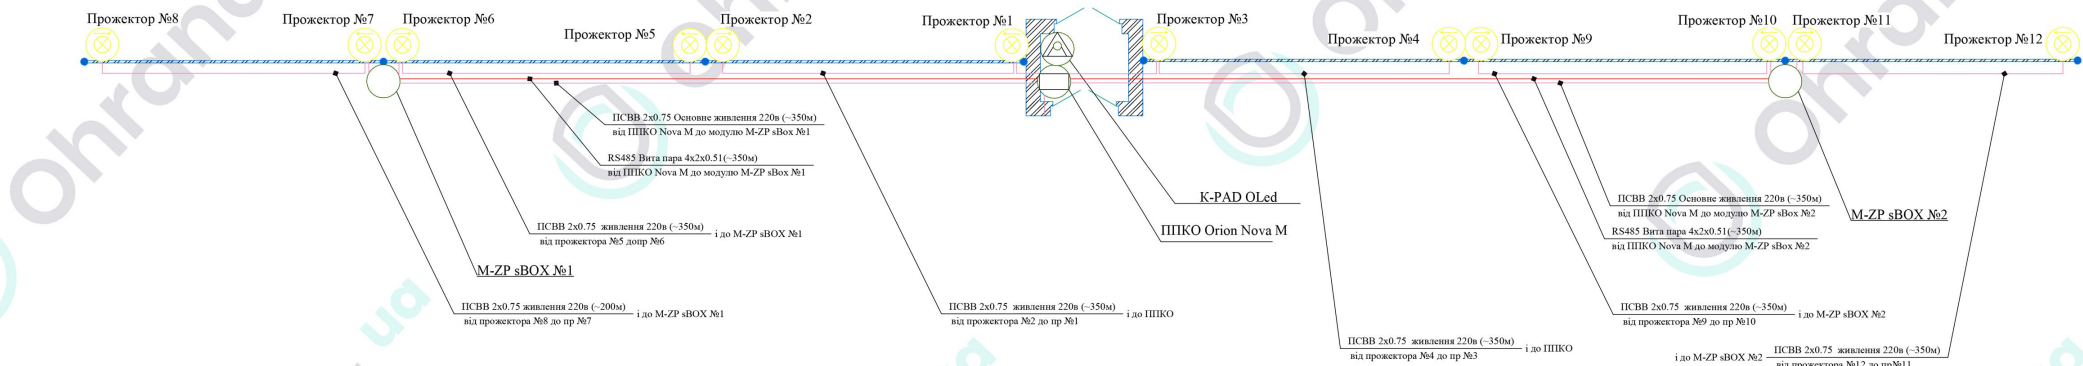 Прожектор №8
Прожектор №7
Прожектор №6
Прожектор №5
Прожектор №2
Прожектор №1
Прожектор №3
Прожектор №4
Прожектор №9
Прожектор №10
Прожектор №11
Прожектор №12
ПСВВ 2х0.75 Основне живлення 220в (~350м)
від ППКО Nova M до модулю M-ZP sBox №1
RS485 Вита пара 4х2х0.51(~350м)
від ППКО Nova M до модулю M-ZP sBox №1
ПСВВ 2х0.75 живлення 220в (~350м)
від прожектора №5 допр №6
і до M-ZP sBOX №1
M-ZP sBOX №1
ПСВВ 2х0.75 живлення 220в (~200м)
від прожектора №8 до пр №7
і до M-ZP sBOX №1
ПСВВ 2х0.75 живлення 220в (~350м)
від прожектора №2 до пр №1
і до ППКО
K-PAD OLed
ППКО Orion Nova M
ПСВВ 2х0.75 живлення 220в (~350м)
від прожектора №4 до пр №3
і до ППКО
ПСВВ 2х0.75 Основне живлення 220в (~350м)
від ППКО Nova M до модулю M-ZP sBox №2
RS485 Вита пара 4х2х0.51(~350м)
від ППКО Nova M до модулю M-ZP sBox №2
M-ZP sBOX №2
ПСВВ 2х0.75 живлення 220в (~350м)
від прожектора №9 до пр №10
і до M-ZP sBOX №2
і до M-ZP sBOX №2
ПСВВ 2х0.75 живлення 220в (~350м)
від прожектора №12 до пр№11
Ohrana
ua